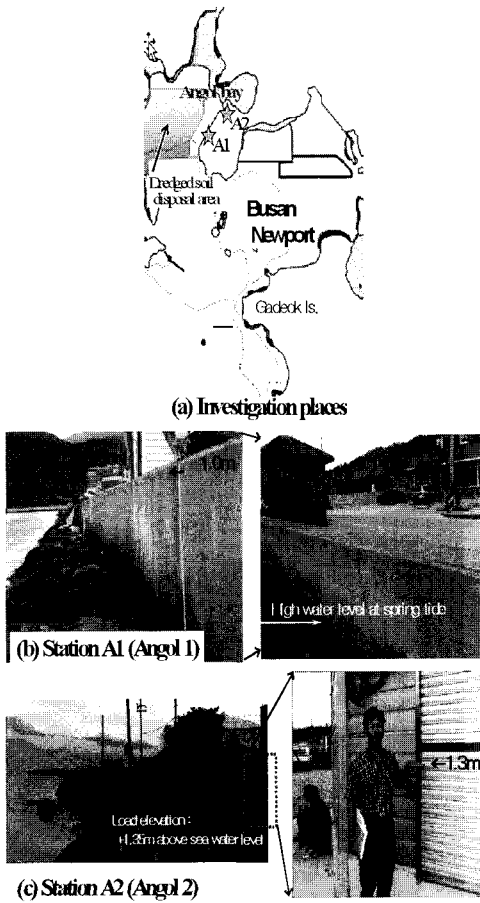 Angol bay
A2
A1
Dredged soil
disposal area
Busan
Newport
Gadeock Is.
(a) Investigation places
1.0m
High water level at spring tide
(b) Station A1 (Angol 1)
←1.3m
Load elevation :
+1.35m above sea water level
(c) Station A2 (Angol 2)